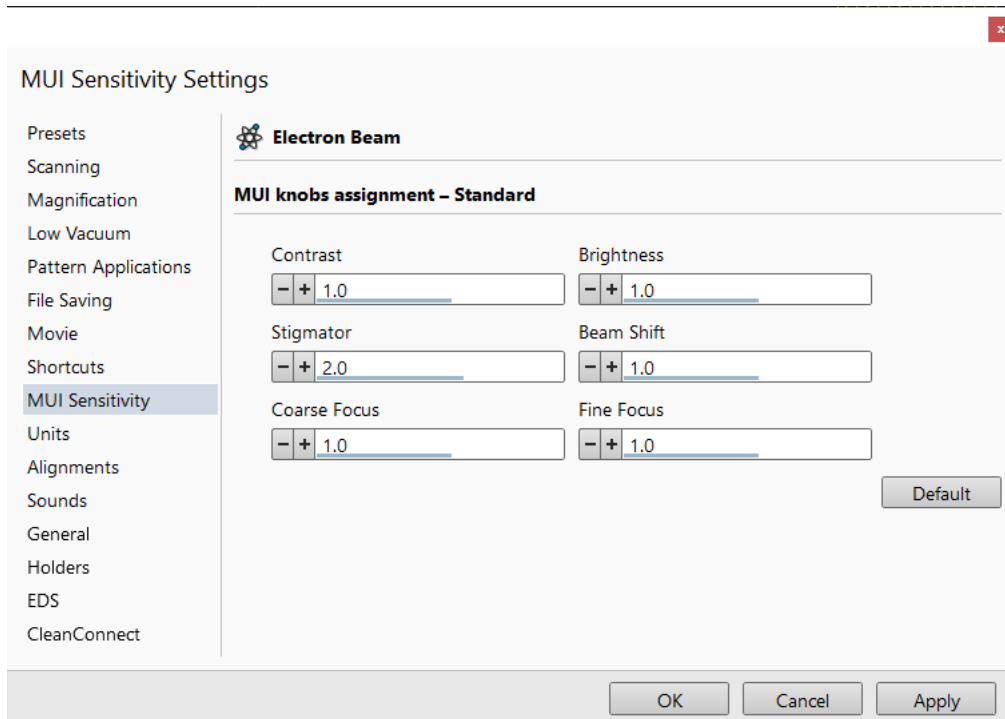 x
MUI Sensitivity Settings
Presets
Scanning
Magnification
Low Vacuum
Pattern Applications
File Saving
Movie
Shortcuts
MUI Sensitivity
Units
Alignments
Sounds
General
Holders
EDS
CleanConnect
Electron Beam
MUI knobs assignment – Standard
Contrast Brightness
− + 1.0 − + 1.0
Stigmator Beam Shift
− + 2.0 − + 1.0
Coarse Focus Fine Focus
− + 1.0 − + 1.0
Default
OK Cancel Apply